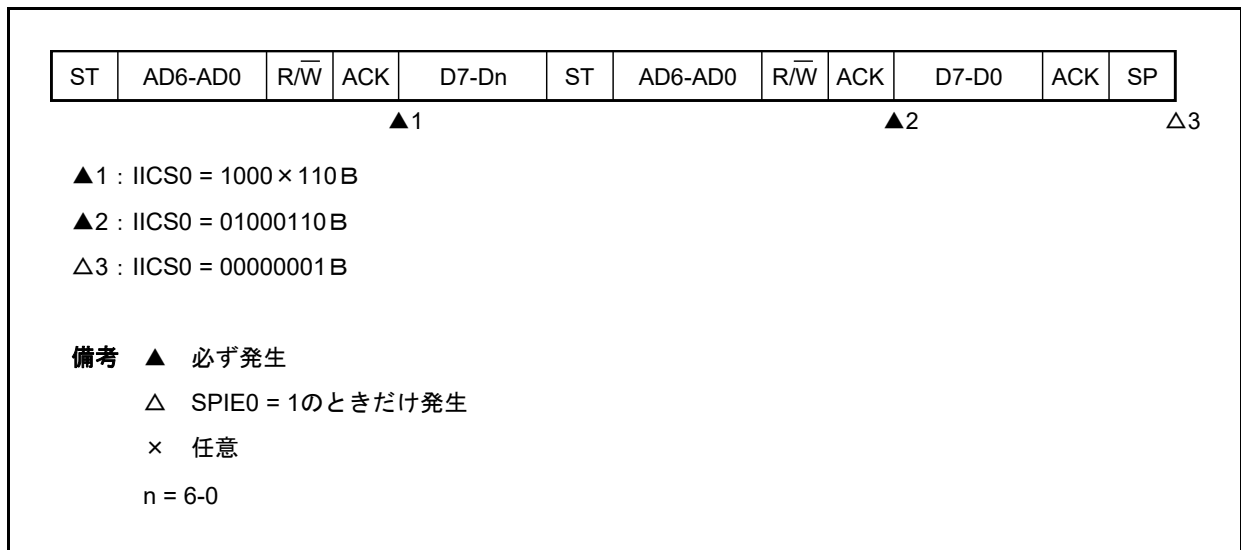 ST AD6-AD0 R/W̅ ACK D7-Dn ST AD6-AD0 R/W̅ ACK D7-D0 ACK SP
▲1 ▲2 △3
▲1：IICS0 = 1000×110B
▲2：IICS0 = 01000110B
△3：IICS0 = 00000001B
備考 ▲ 必ず発生
△ SPIE0 = 1のときだけ発生
× 任意
n = 6-0